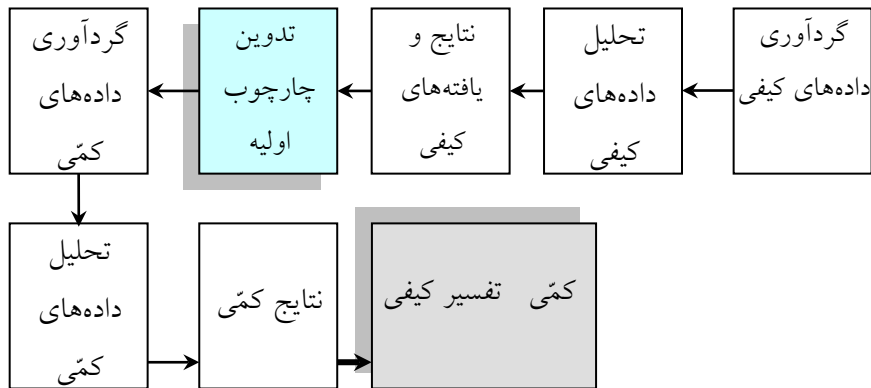 گردآوری
داده‌های کیفی
تحلیل
داده‌های
کیفی
نتایج و
یافته‌های
کیفی
تدوین
چارچوب
اولیه
گردآوری
داده‌های
کمّی
تحلیل
داده‌های
کمّی
نتایج کمّی
کمّی تفسیر کیفی